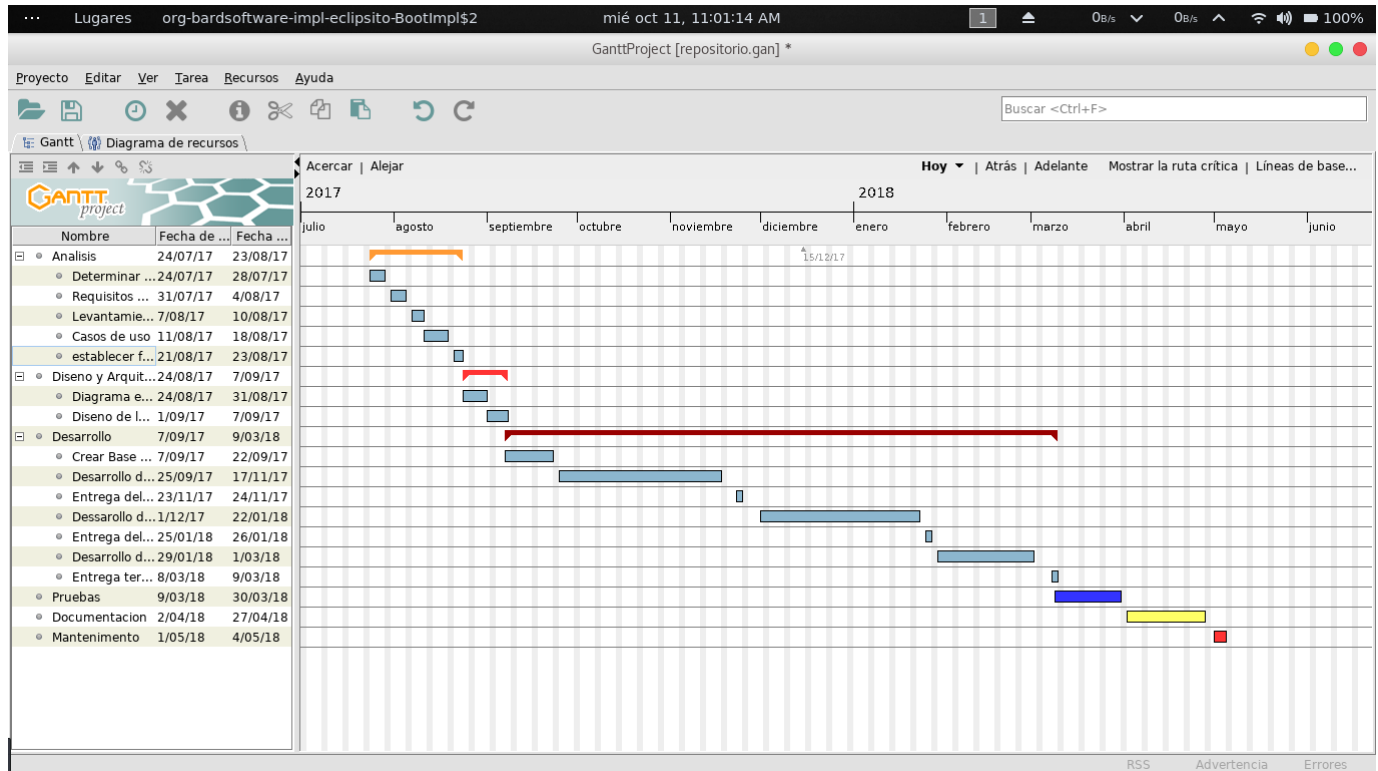 ... Lugares org-bardsoftware-impl-eclipsito-BootImpl$2 mié oct 11, 11:01:14 AM 1 0B/s 0B/s 100%
GanttProject [repositorio.gan] *
Proyecto Editar Ver Tarea Recursos Ayuda
Buscar <Ctrl+F>
Gantt Diagrama de recursos
Acercar | Alejar Hoy | Atrás | Adelante Mostrar la ruta crítica | Líneas de base...
GANTT project
2017 2018
julio agosto septiembre octubre noviembre diciembre enero febrero marzo abril mayo junio
Nombre Fecha de ... Fecha ...
Analisis 24/07/17 23/08/17 15/12/17
Determinar ... 24/07/17 28/07/17
Requisitos ... 31/07/17 4/08/17
Levantamie... 7/08/17 10/08/17
Casos de uso 11/08/17 18/08/17
establecer f... 21/08/17 23/08/17
Diseno y Arquit... 24/08/17 7/09/17
Diagrama e... 24/08/17 31/08/17
Diseno de l... 1/09/17 7/09/17
Desarrollo 7/09/17 9/03/18
Crear Base ... 7/09/17 22/09/17
Desarrollo d... 25/09/17 17/11/17
Entrega del... 23/11/17 24/11/17
Dessarollo d... 1/12/17 22/01/18
Entrega del... 25/01/18 26/01/18
Desarrollo d... 29/01/18 1/03/18
Entrega ter... 8/03/18 9/03/18
Pruebas 9/03/18 30/03/18
Documentacion 2/04/18 27/04/18
Mantenimento 1/05/18 4/05/18
RSS Advertencia Errores